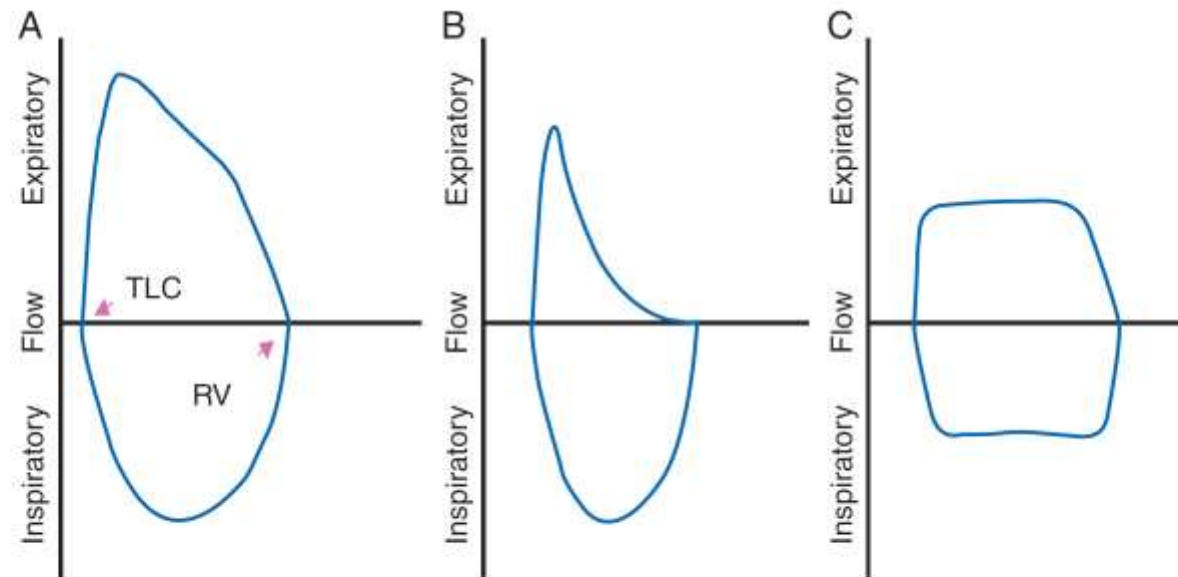 A
Expiratory
Flow
Inspiratory
TLC
RV
B
Expiratory
Flow
Inspiratory
C
Expiratory
Flow
Inspiratory